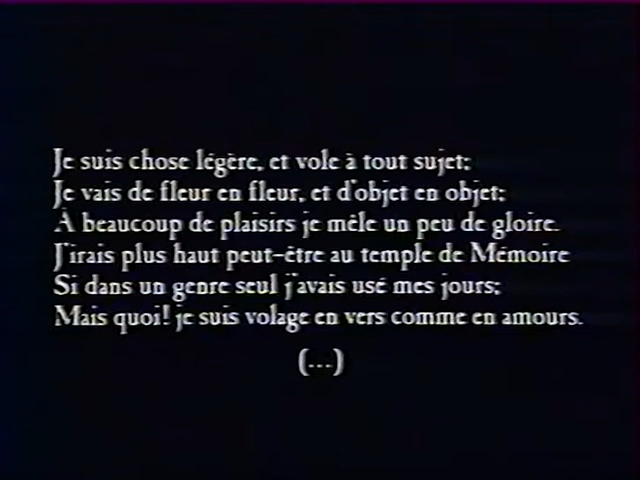 Je suis chose légère, et vole à tout sujet;
Je vais de fleur en fleur, et d'objet en objet;
À beaucoup de plaisirs je mêle un peu de gloire.
J'irais plus haut peut-être au temple de Mémoire
Si dans un genre seul j'avais usé mes jours;
Mais quoi! je suis volage en vers comme en amours.
(...)